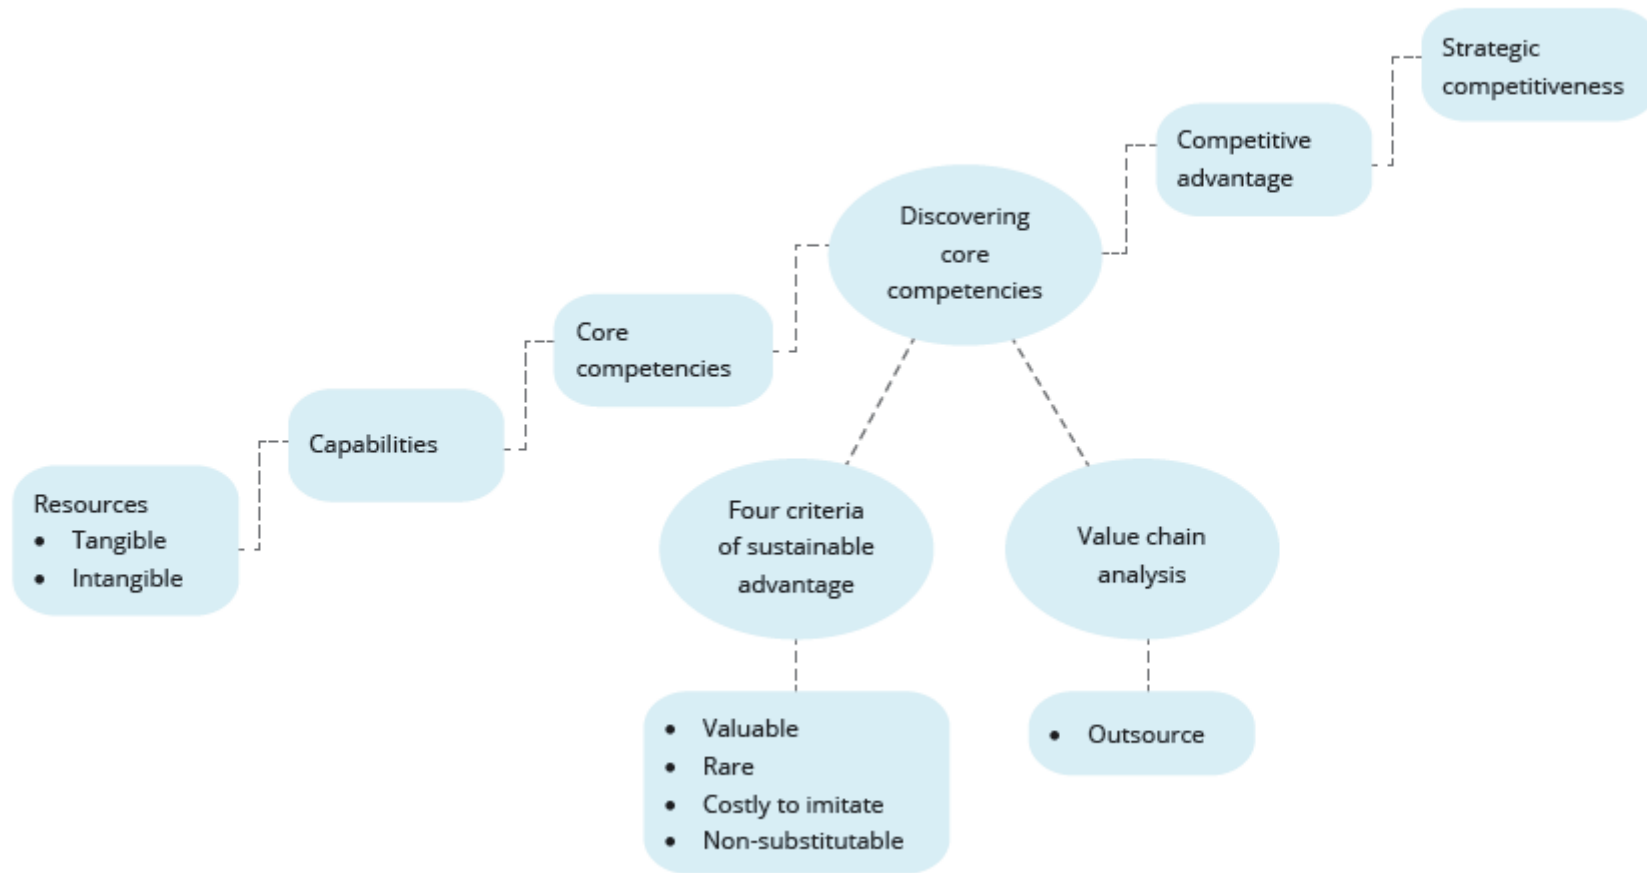 Strategic
competitiveness
Competitive
advantage
Discovering
core
competencies
Core
competencies
Capabilities
Resources
• Tangible
• Intangible
Four criteria
of sustainable
advantage
Value chain
analysis
• Valuable
• Rare
• Costly to imitate
• Non-substitutable
• Outsource